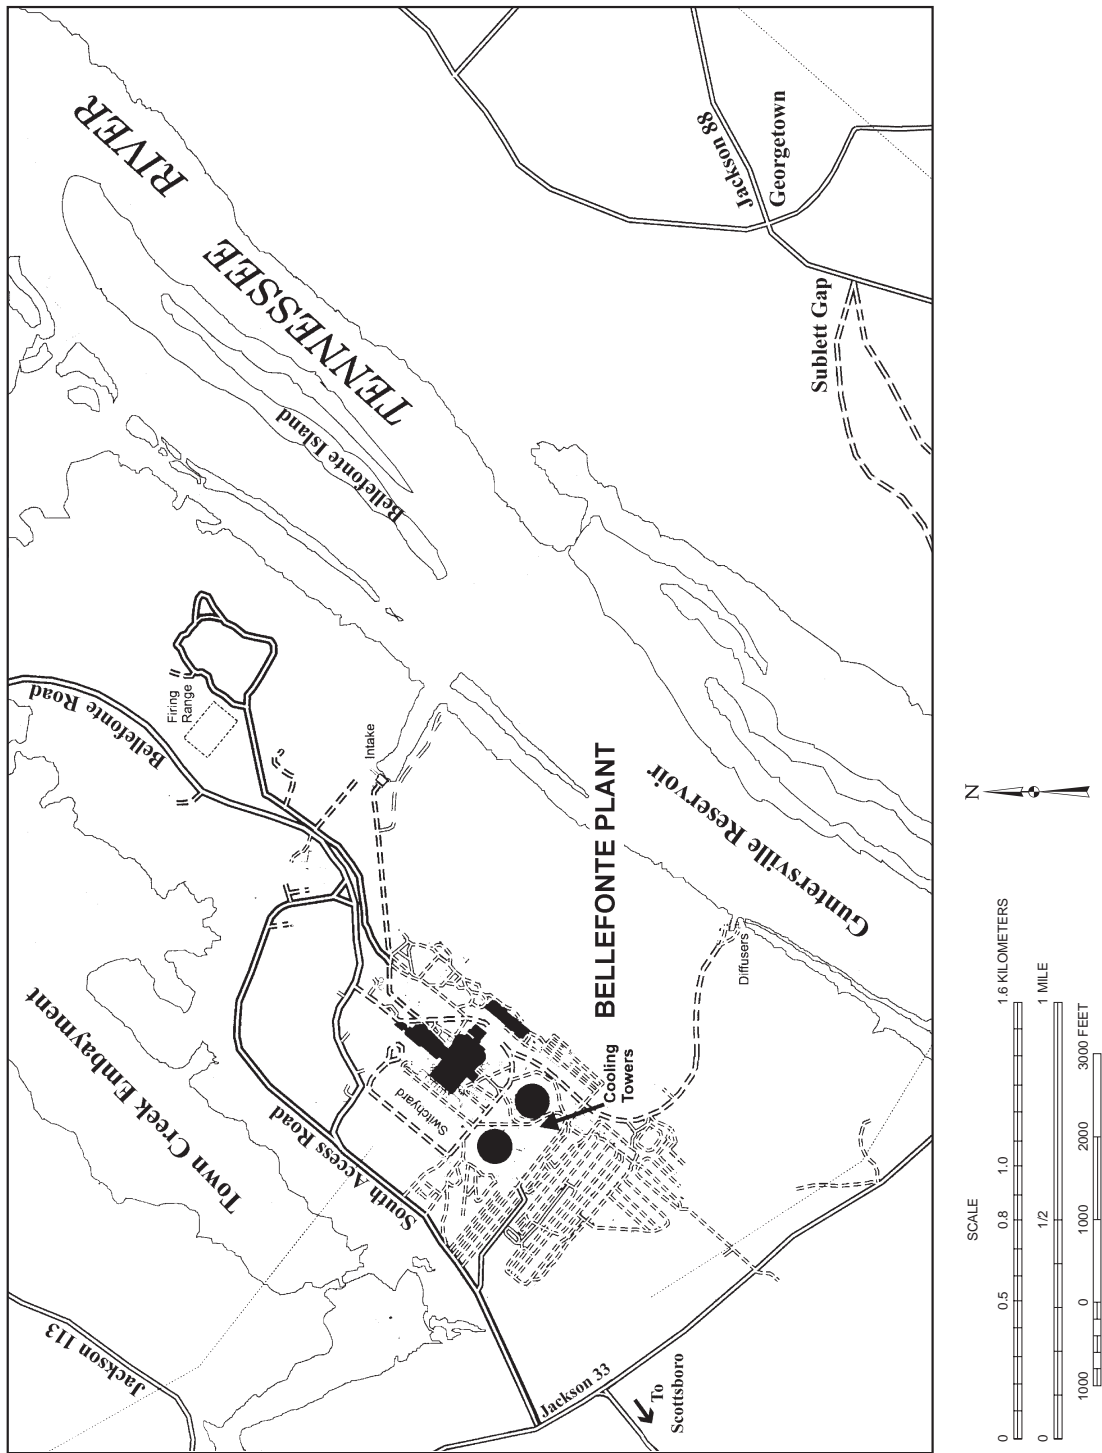 RIVER
TENNESSEE
Bellefonte Island
Jackson 88
Georgetown
Sublett Gap
Bellefonte Road
Firing
Range
Intake
BELLEFONTE PLANT
Guntersville Reservoir
Town Creek Embayment
South Access Road
Switchyard
Cooling
Towers
Diffusers
Jackson 113
Jackson 33
To
Scottsboro
N
SCALE
0 0.5 0.8 1.0 1.6 KILOMETERS
0 1/2 1 MILE
1000 0 1000 2000 3000 FEET